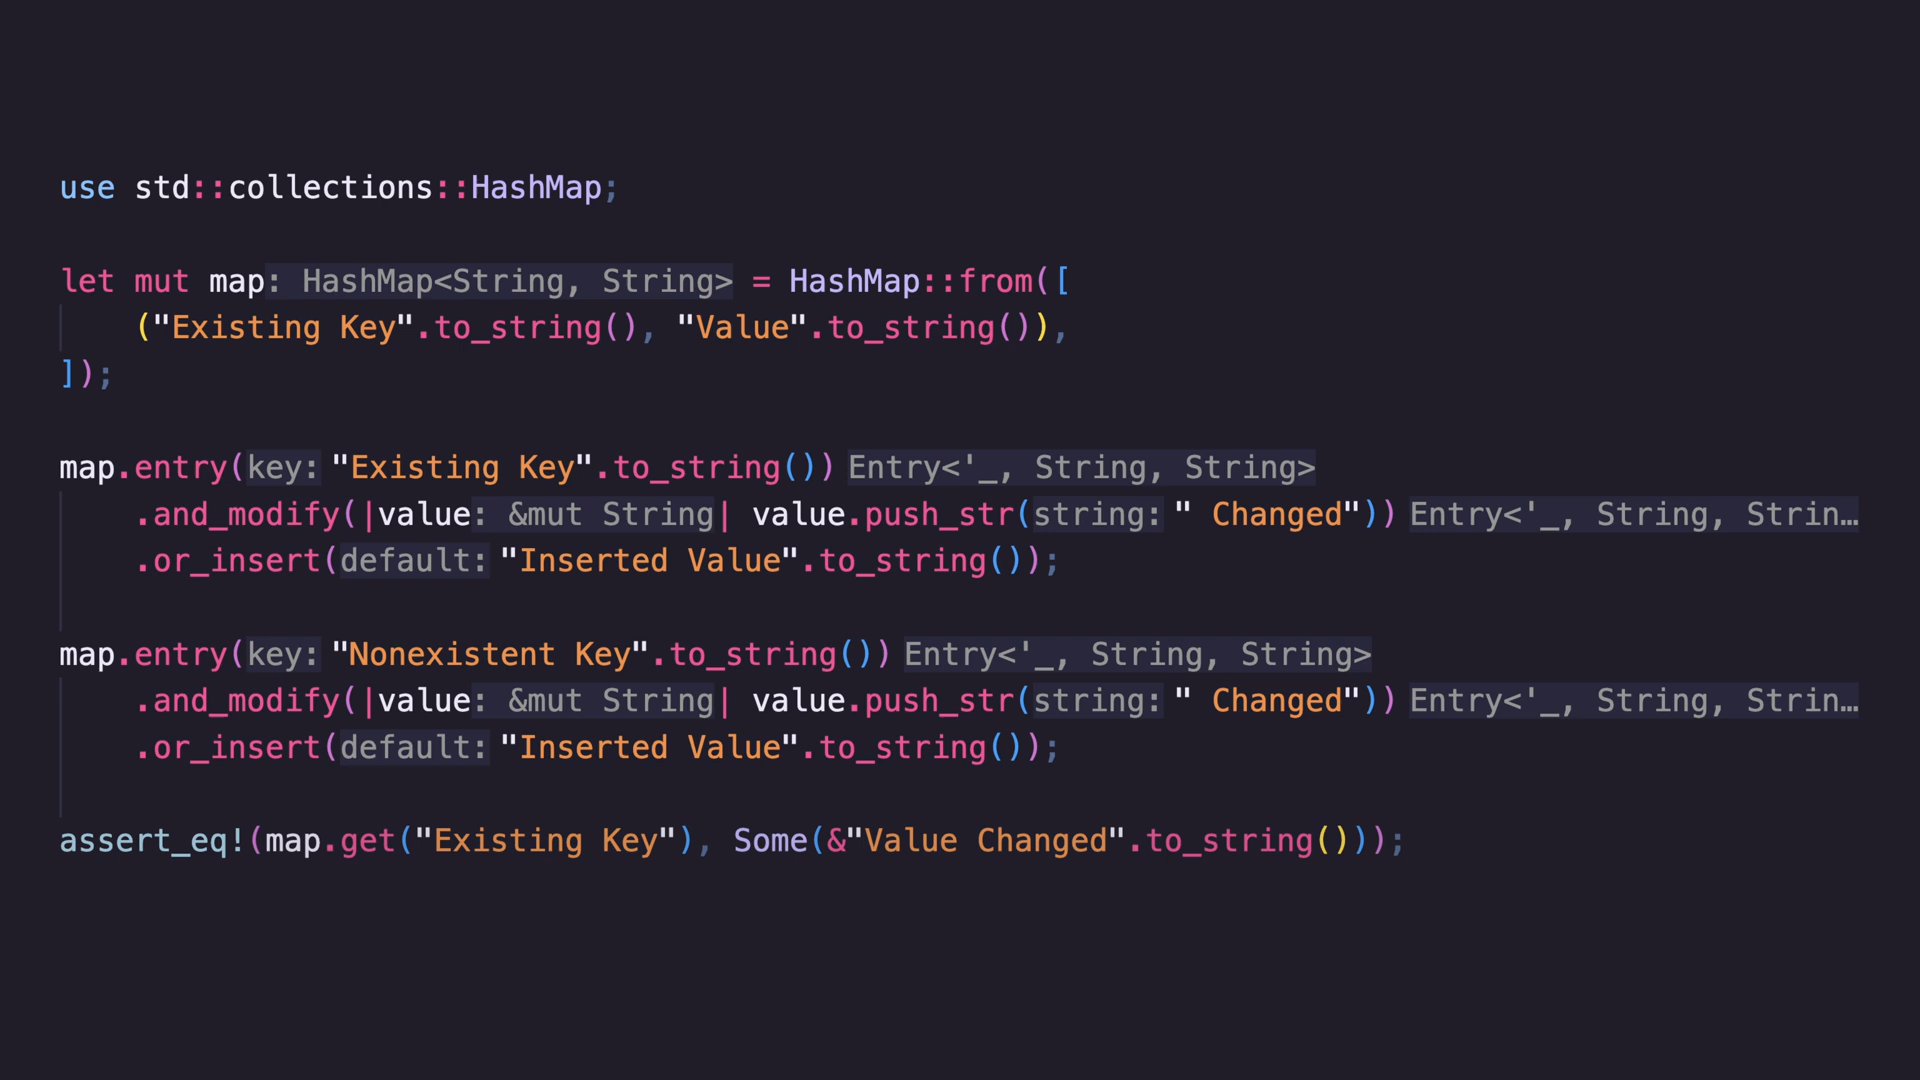 use std::collections::HashMap;
let mut map: HashMap<String, String> = HashMap::from([
("Existing Key".to_string(), "Value".to_string()),
]);
map.entry(key: "Existing Key".to_string()) Entry<'_, String, String>
.and_modify(|value: &mut String| value.push_str(string: " Changed")) Entry<'_, String, Strin…
.or_insert(default: "Inserted Value".to_string());
map.entry(key: "Nonexistent Key".to_string()) Entry<'_, String, String>
.and_modify(|value: &mut String| value.push_str(string: " Changed")) Entry<'_, String, Strin…
.or_insert(default: "Inserted Value".to_string());
assert_eq!(map.get("Existing Key"), Some(&"Value Changed".to_string()));